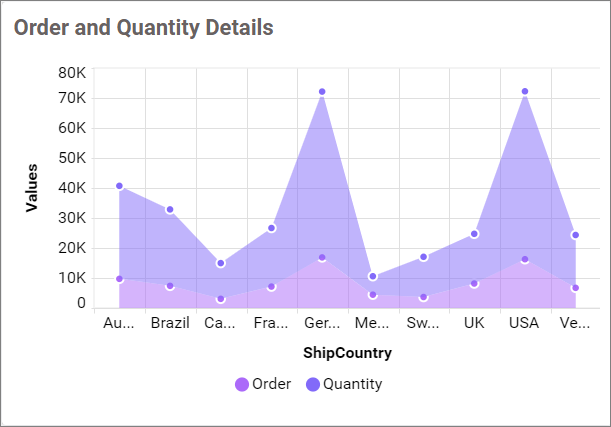 Order and Quantity Details
80K
70K
60K
50K
40K
30K
20K
10K
0
Values
Au... Brazil Ca... Fra... Ger... Me... Sw... UK USA Ve...
ShipCountry
Order Quantity